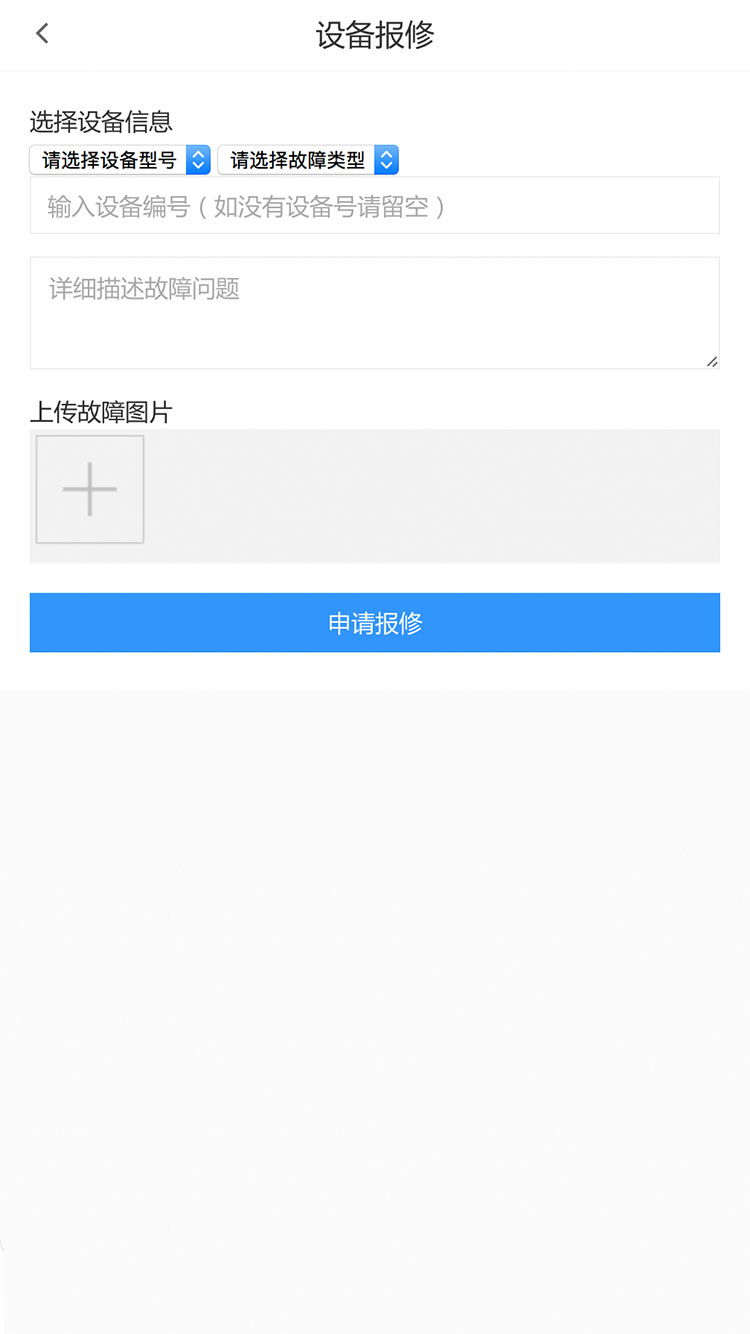 设备报修
选择设备信息
请选择设备型号 请选择故障类型
输入设备编号（如没有设备号请留空）
详细描述故障问题
上传故障图片
申请报修